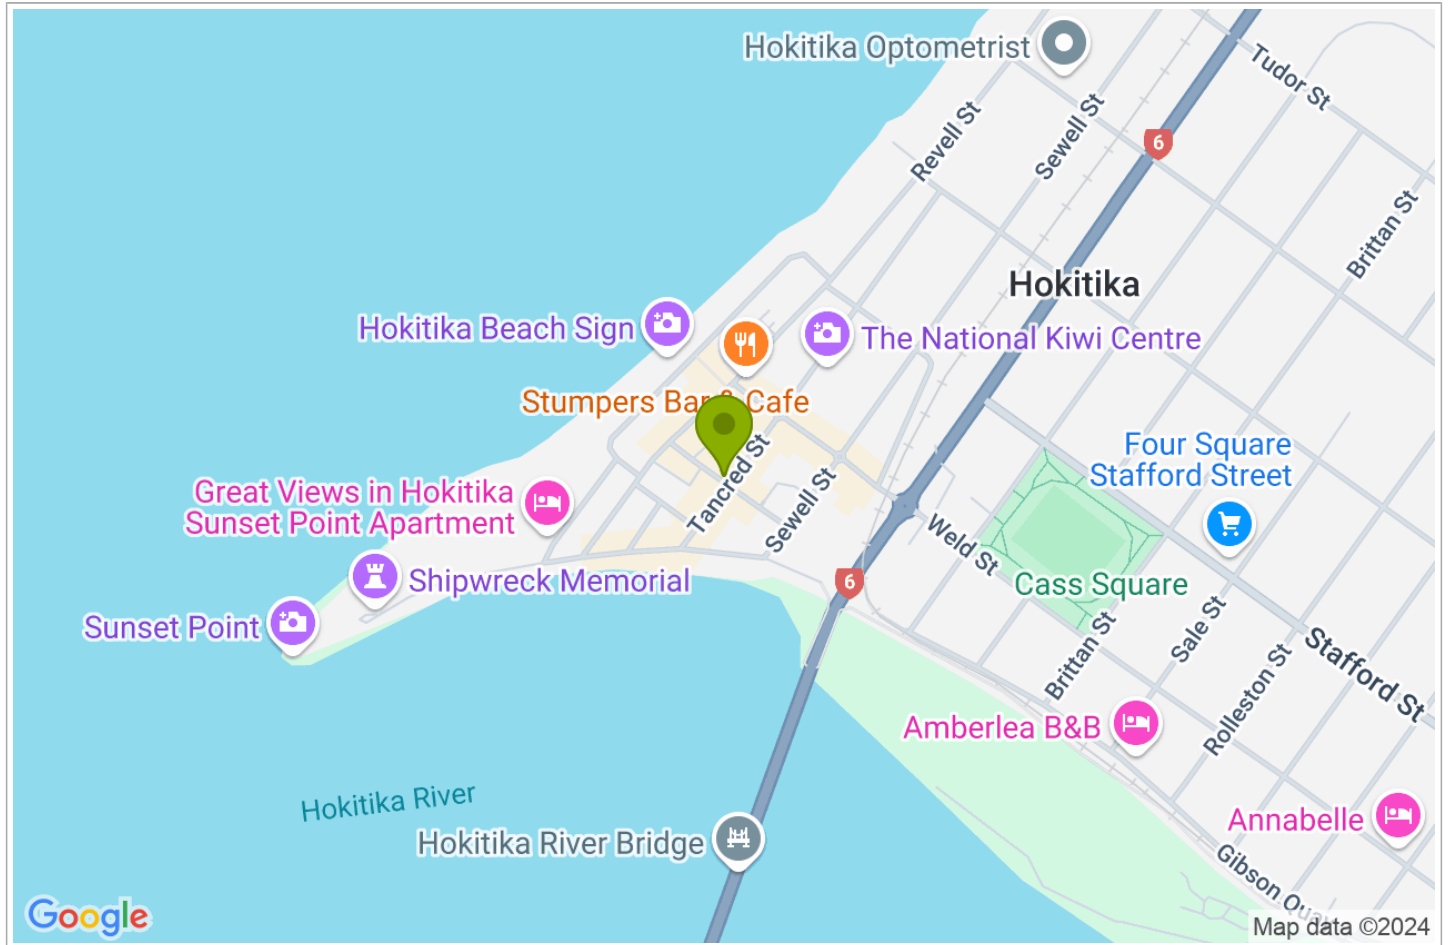 Hokitika Optometrist
Tudor St
Revell St
Sewell St
6
Brittan St
Hokitika
Hokitika Beach Sign
The National Kiwi Centre
Stumpers Bar & Cafe
Four Square
Stafford Street
Tancred St
Great Views in Hokitika
Sunset Point Apartment
Sewell St
Weld St
6
Cass Square
Shipwreck Memorial
Sunset Point
Sale St
Brittan St
Stafford St
Rolleston St
Amberlea B&B
Hokitika River
Hokitika River Bridge
Annabelle
Gibson Quay
Google
Map data ©2024